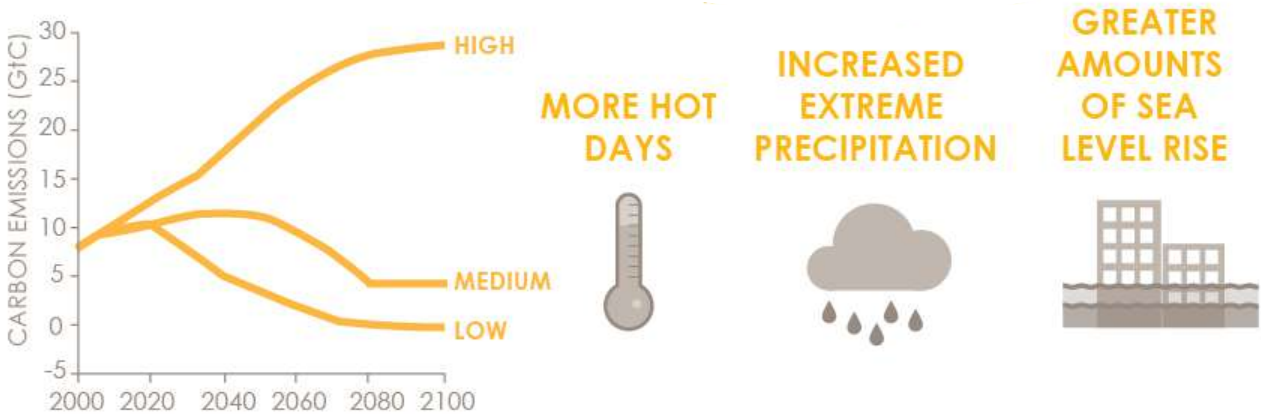 CARBON EMISSIONS (GtC)
30
25
20
15
10
5
0
-5
2000 2020 2040 2060 2080 2100
HIGH
MEDIUM
LOW
MORE HOT
DAYS
INCREASED
EXTREME
PRECIPITATION
GREATER
AMOUNTS
OF SEA
LEVEL RISE